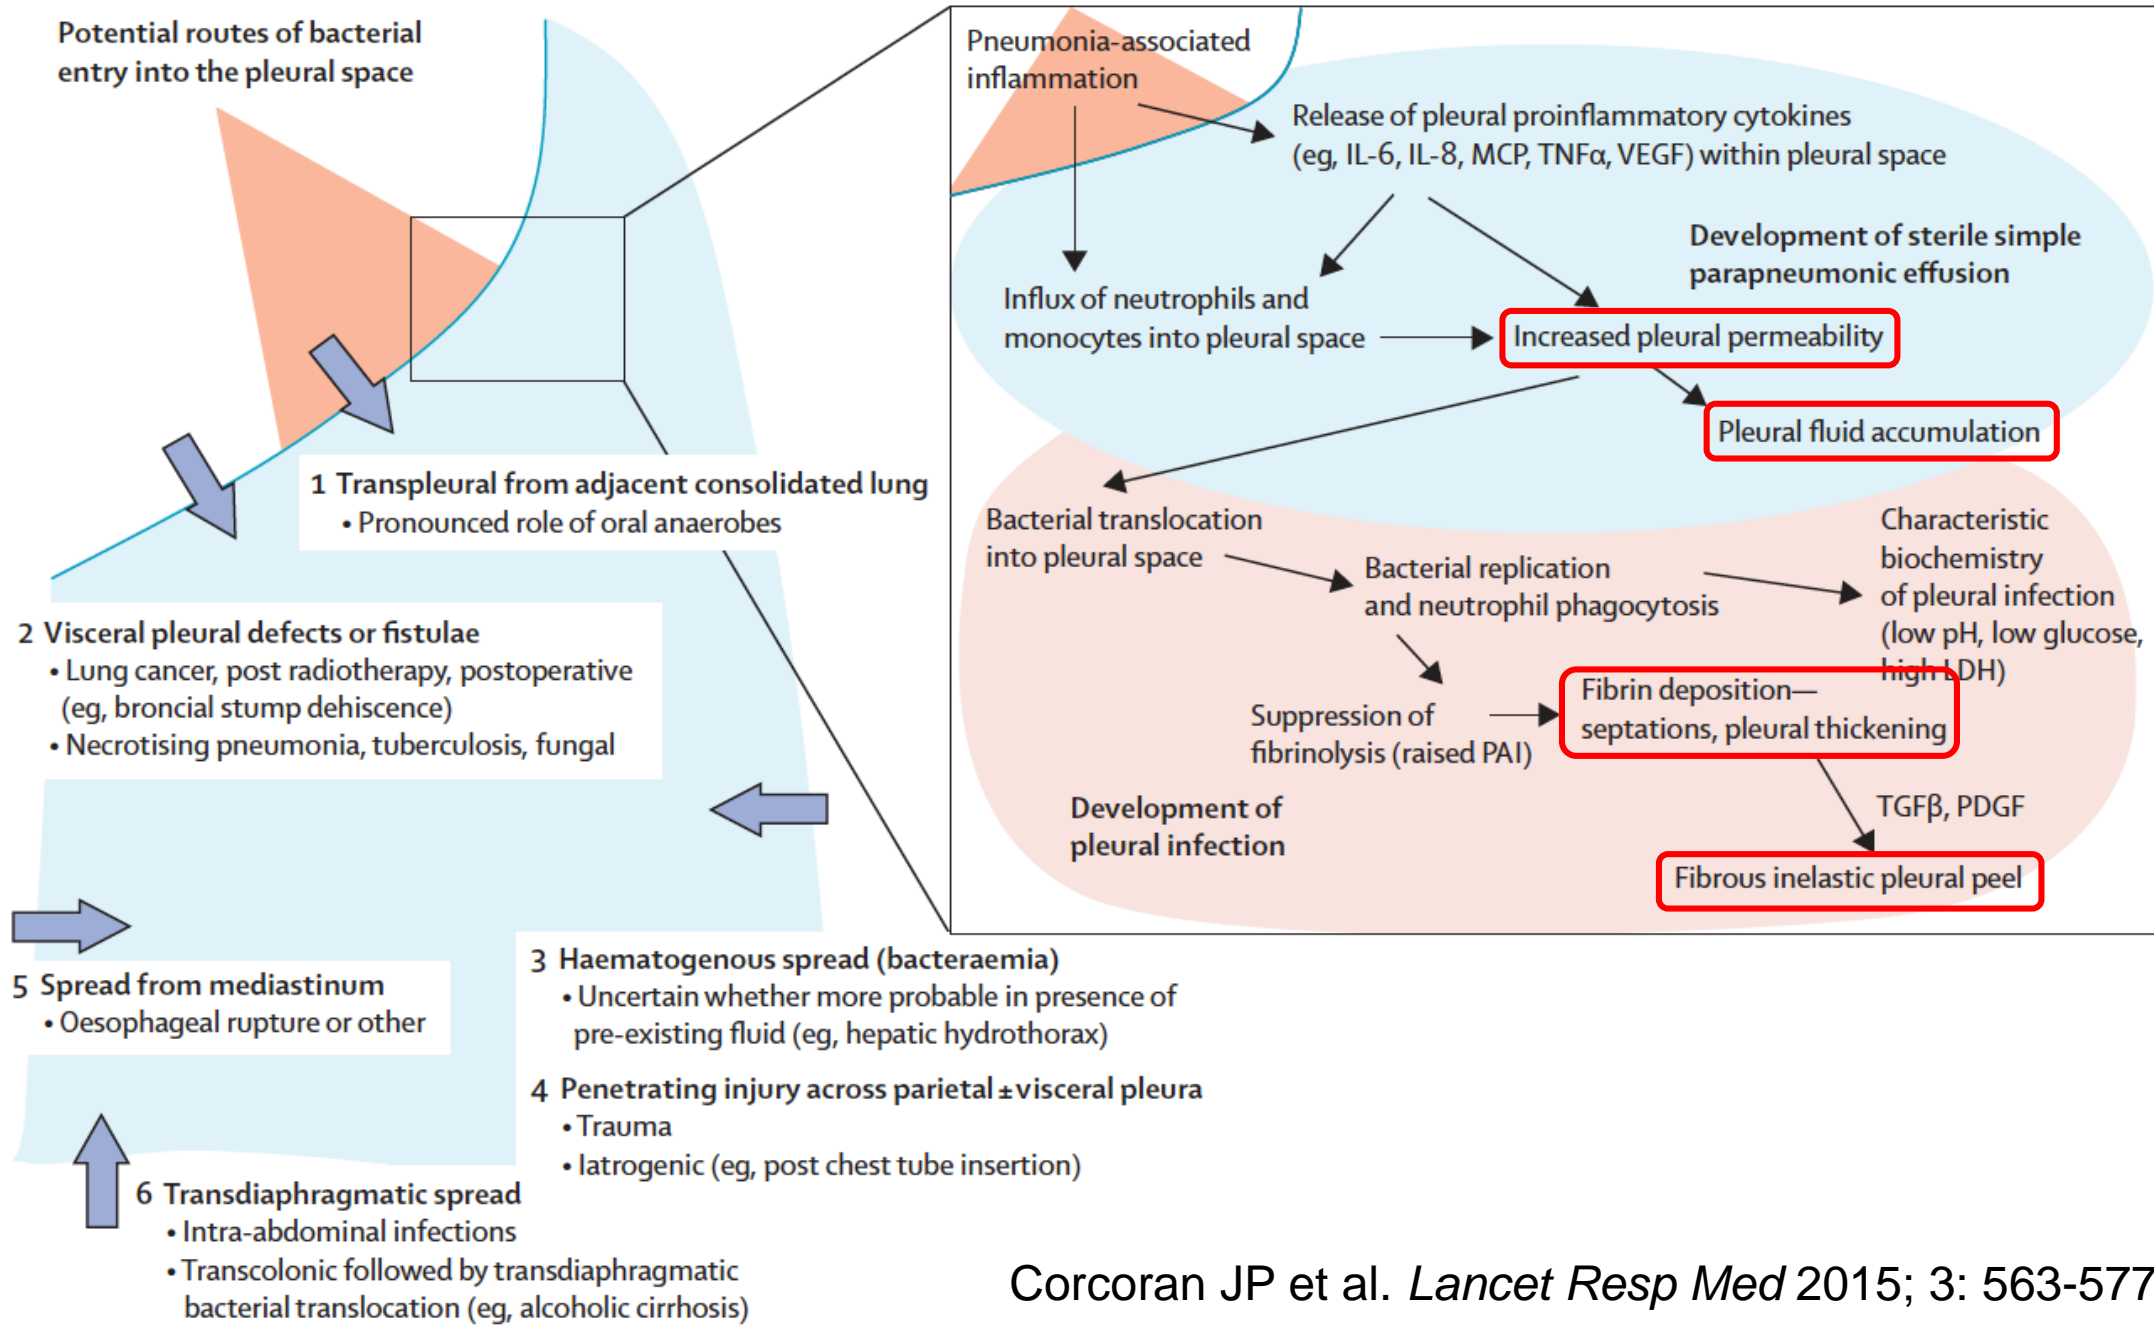 Potential routes of bacterial
entry into the pleural space
1 Transpleural from adjacent consolidated lung
• Pronounced role of oral anaerobes
2 Visceral pleural defects or fistulae
• Lung cancer, post radiotherapy, postoperative
(eg, broncial stump dehiscence)
• Necrotising pneumonia, tuberculosis, fungal
3 Haematogenous spread (bacteraemia)
• Uncertain whether more probable in presence of
pre-existing fluid (eg, hepatic hydrothorax)
4 Penetrating injury across parietal ± visceral pleura
• Trauma
• Iatrogenic (eg, post chest tube insertion)
5 Spread from mediastinum
• Oesophageal rupture or other
6 Transdiaphragmatic spread
• Intra-abdominal infections
• Transcolonic followed by transdiaphragmatic
bacterial translocation (eg, alcoholic cirrhosis)
Pneumonia-associated
inflammation
Release of pleural proinflammatory cytokines
(eg, IL-6, IL-8, MCP, TNFα, VEGF) within pleural space
Development of sterile simple
parapneumonic effusion
Influx of neutrophils and
monocytes into pleural space
Increased pleural permeability
Pleural fluid accumulation
Bacterial translocation
into pleural space
Bacterial replication
and neutrophil phagocytosis
Characteristic
biochemistry
of pleural infection
(low pH, low glucose,
high LDH)
Suppression of
fibrinolysis (raised PAI)
Fibrin deposition—
septations, pleural thickening
Development of
pleural infection
TGFβ, PDGF
Fibrous inelastic pleural peel
Corcoran JP et al. Lancet Resp Med 2015; 3: 563-577